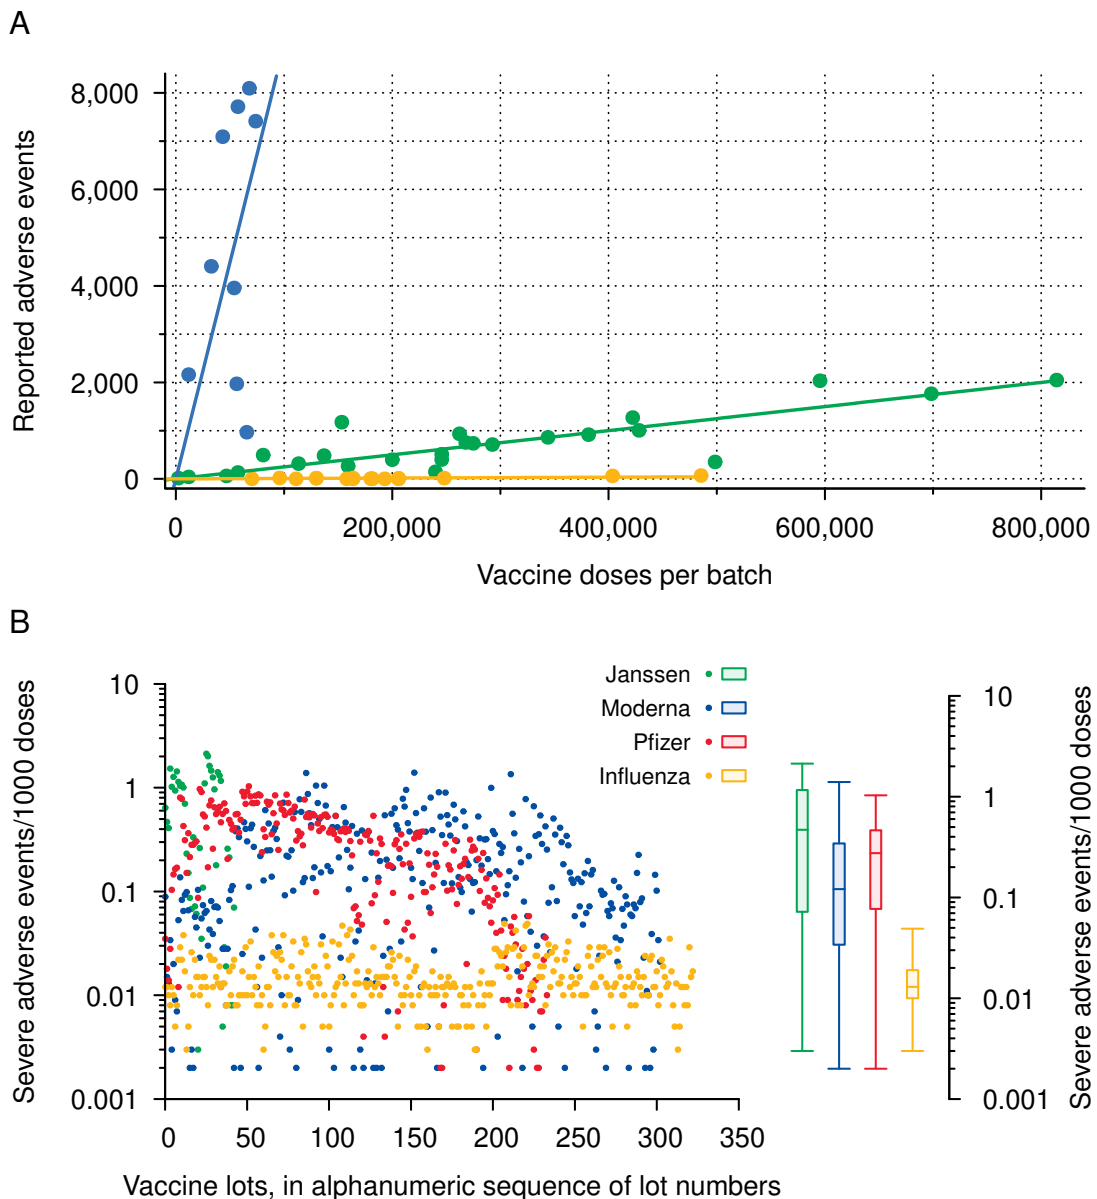 A
Reported adverse events
8,000
6,000
4,000
2,000
0
0 200,000 400,000 600,000 800,000
Vaccine doses per batch
B
Severe adverse events/1000 doses
10
1
0.1
0.01
0.001
0 50 100 150 200 250 300 350
Vaccine lots, in alphanumeric sequence of lot numbers
Janssen
Moderna
Pfizer
Influenza
10
1
0.1
0.01
0.001
Severe adverse events/1000 doses